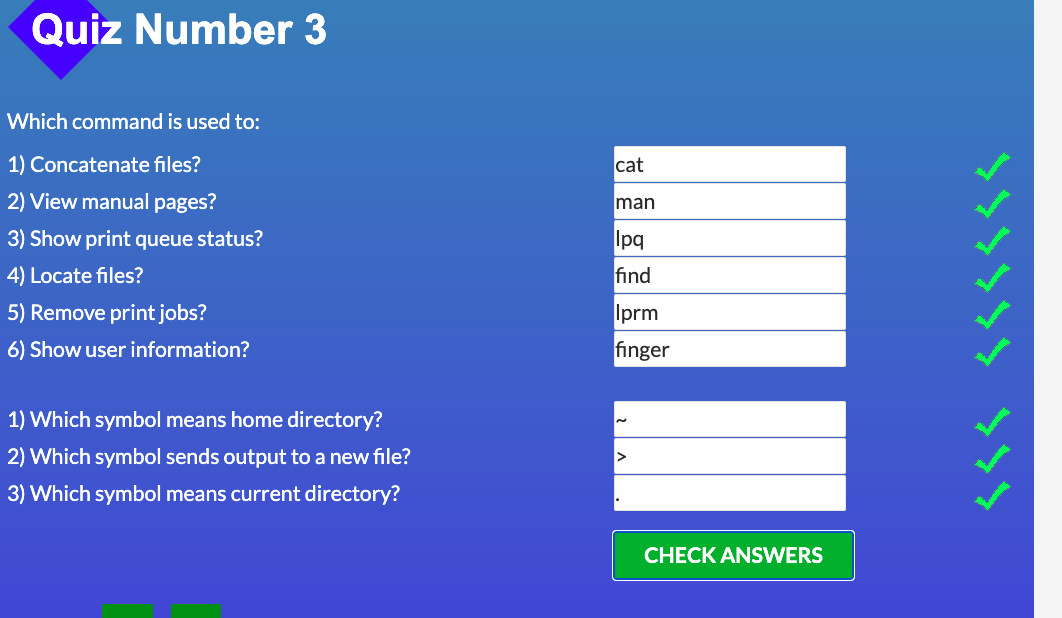 Quiz Number 3
Which command is used to:
1) Concatenate files? cat
2) View manual pages? man
3) Show print queue status? lpq
4) Locate files? find
5) Remove print jobs? lprm
6) Show user information? finger
1) Which symbol means home directory? ~
2) Which symbol sends output to a new file? >
3) Which symbol means current directory? .
CHECK ANSWERS